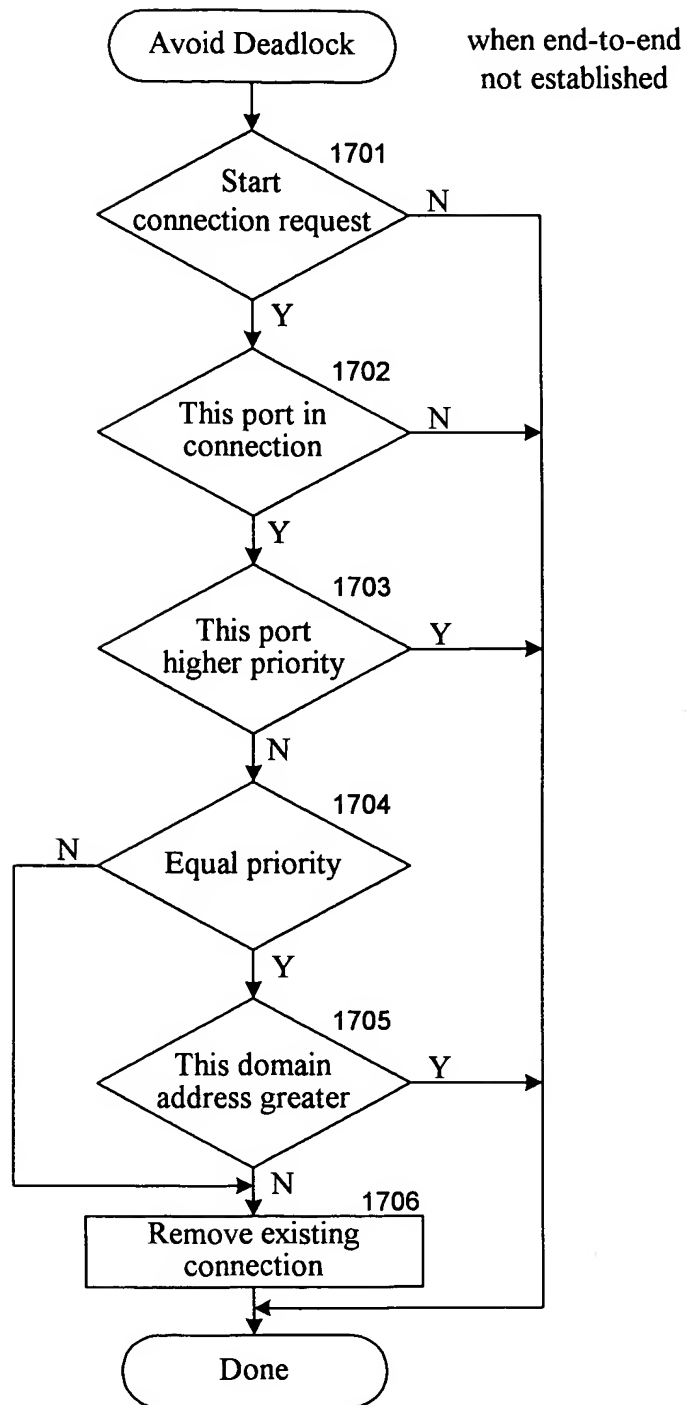 Avoid Deadlock
when end-to-end
not established
1701
Start
connection request
N
Y
1702
This port in
connection
N
Y
1703
This port
higher priority
Y
N
1704
N
Equal priority
Y
1705
This domain
address greater
Y
N
1706
Remove existing
connection
Done